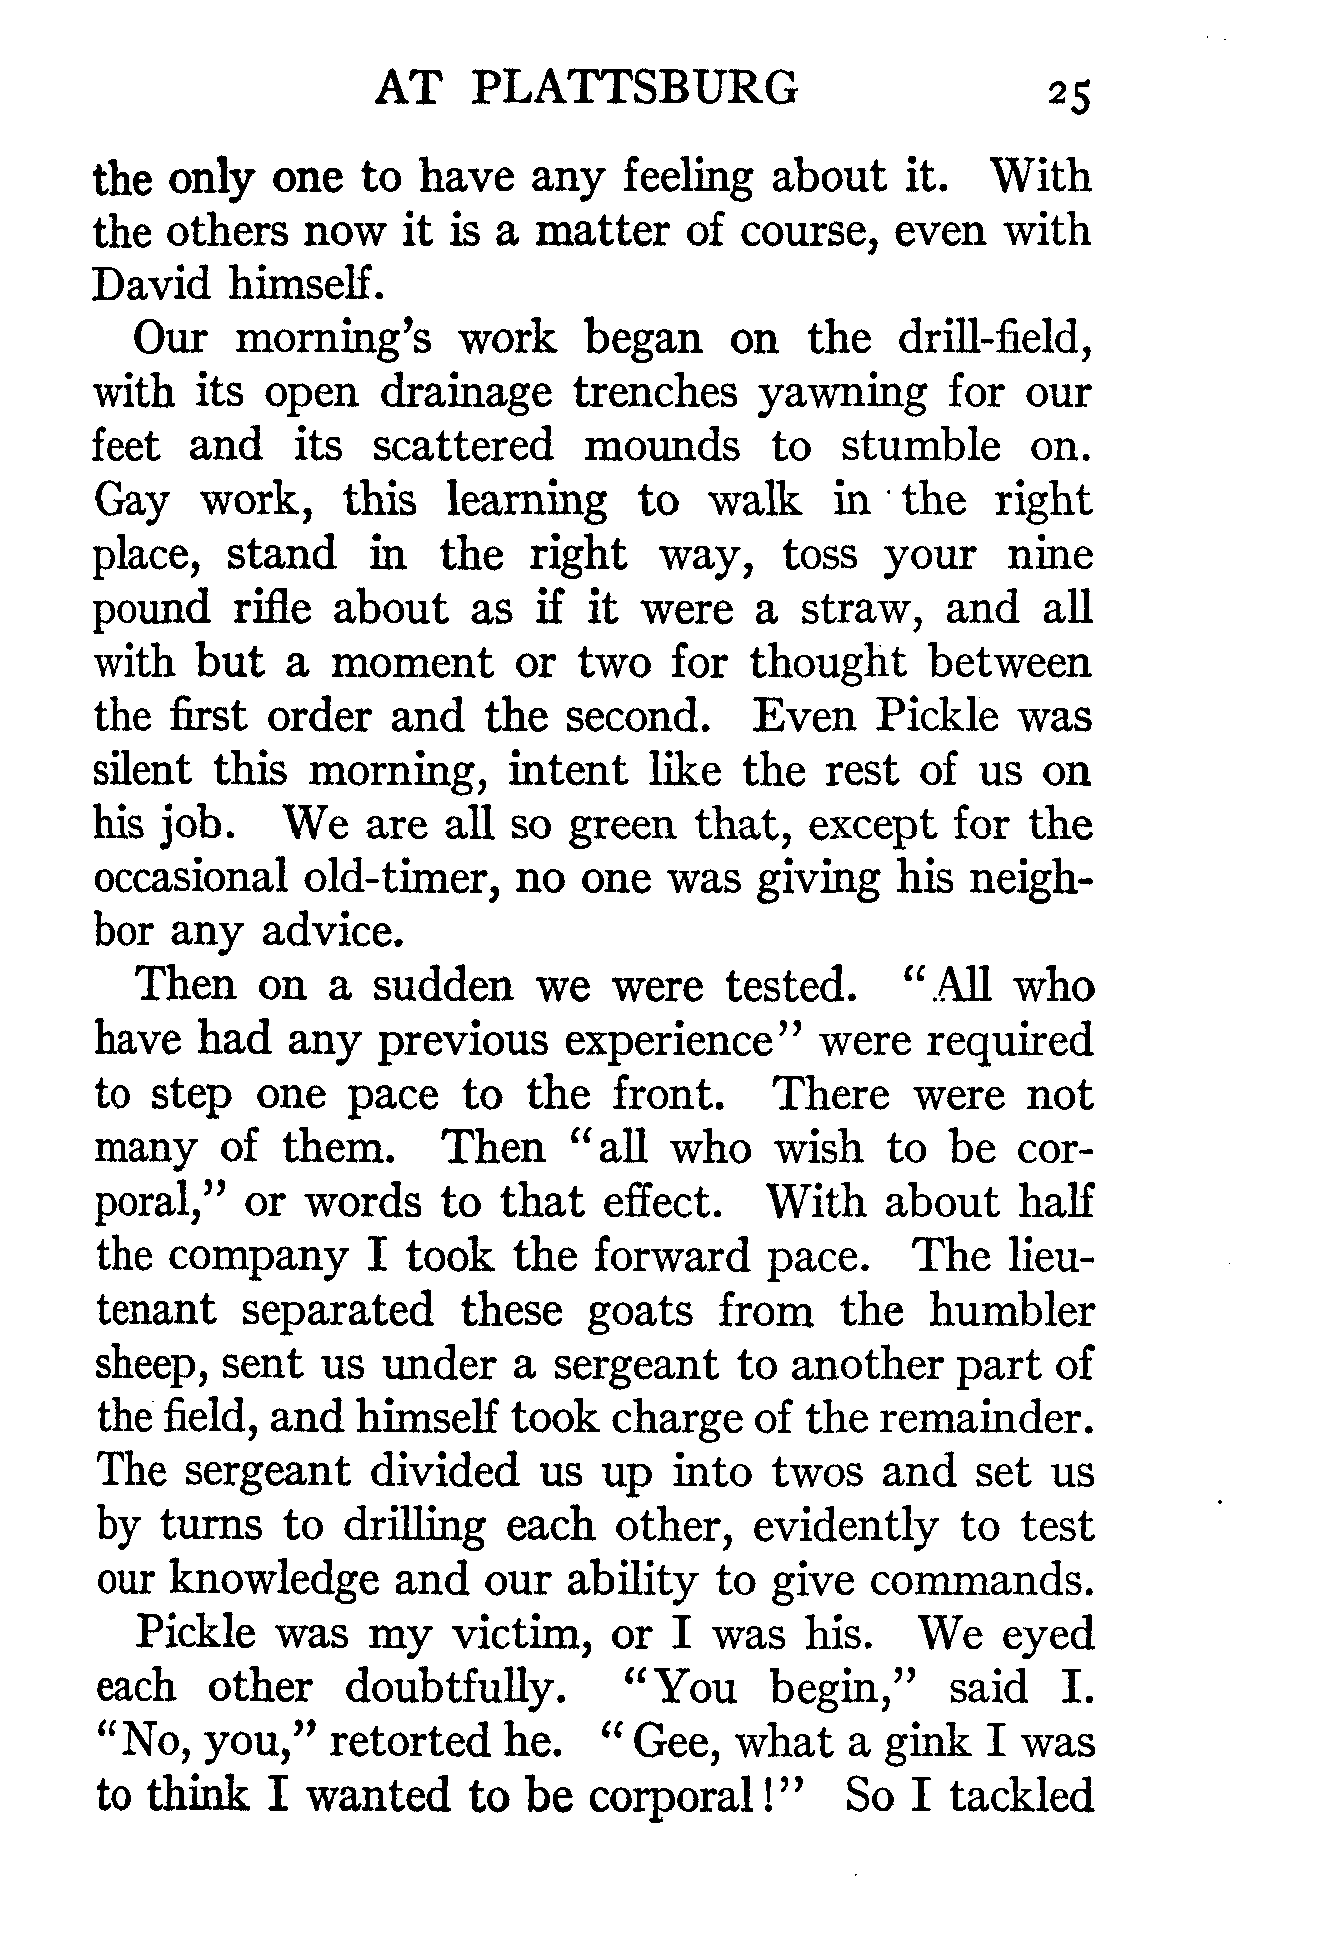 AT PLATTSBURG 25
the only one to have any feeling about it. With
the others now it is a matter of course, even with
David himself.
Our morning's work began on the drill-field,
with its open drainage trenches yawning for our
feet and its scattered mounds to stumble on.
Gay work, this learning to walk in the right
place, stand in the right way, toss your nine
pound rifle about as if it were a straw, and all
with but a moment or two for thought between
the first order and the second. Even Pickle was
silent this morning, intent like the rest of us on
his job. We are all so green that, except for the
occasional old-timer, no one was giving his neigh-
bor any advice.
Then on a sudden we were tested. "All who
have had any previous experience" were required
to step one pace to the front. There were not
many of them. Then "all who wish to be cor-
poral," or words to that effect. With about half
the company I took the forward pace. The lieu-
tenant separated these goats from the humbler
sheep, sent us under a sergeant to another part of
the field, and himself took charge of the remainder.
The sergeant divided us up into twos and set us
by turns to drilling each other, evidently to test
our knowledge and our ability to give commands.
Pickle was my victim, or I was his. We eyed
each other doubtfully. "You begin," said I.
"No, you," retorted he. "Gee, what a gink I was
to think I wanted to be corporal!" So I tackled